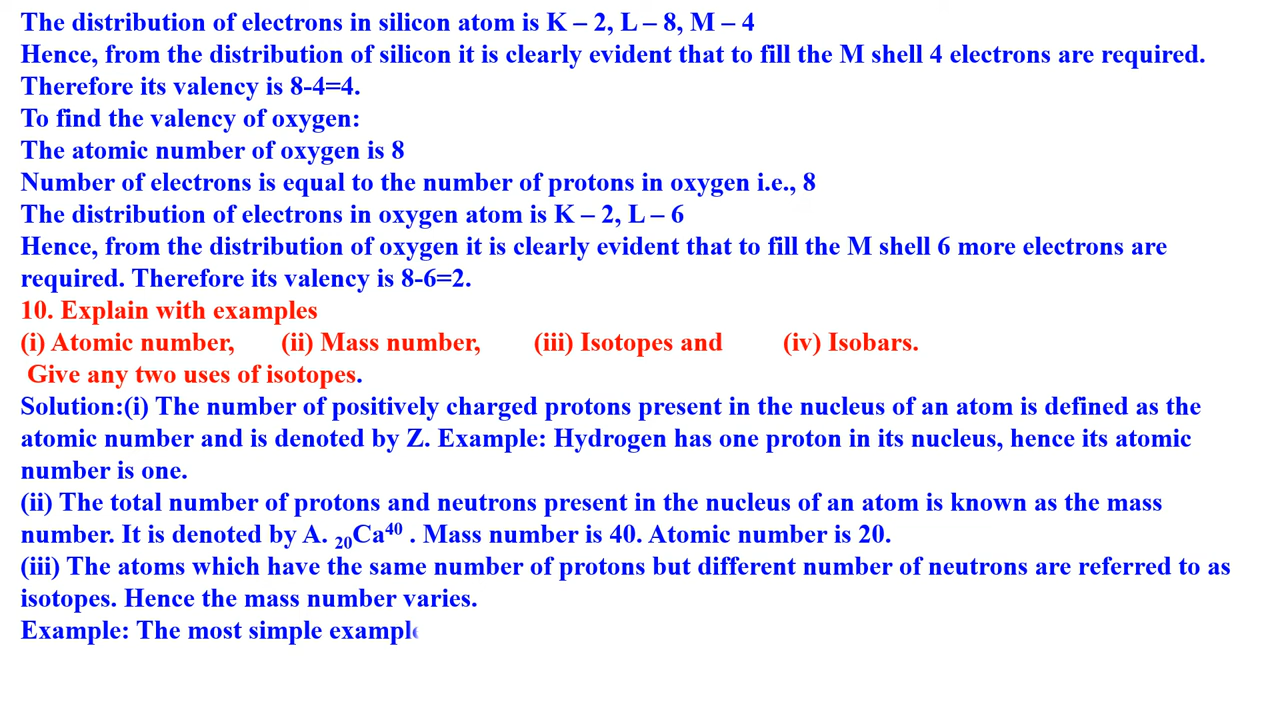 The distribution of electrons in silicon atom is K – 2, L – 8, M – 4
Hence, from the distribution of silicon it is clearly evident that to fill the M shell 4 electrons are required.
Therefore its valency is 8-4=4.
To find the valency of oxygen:
The atomic number of oxygen is 8
Number of electrons is equal to the number of protons in oxygen i.e., 8
The distribution of electrons in oxygen atom is K – 2, L – 6
Hence, from the distribution of oxygen it is clearly evident that to fill the M shell 6 more electrons are
required. Therefore its valency is 8-6=2.
10. Explain with examples
(i) Atomic number, (ii) Mass number, (iii) Isotopes and (iv) Isobars.
Give any two uses of isotopes.
Solution:(i) The number of positively charged protons present in the nucleus of an atom is defined as the
atomic number and is denoted by Z. Example: Hydrogen has one proton in its nucleus, hence its atomic
number is one.
(ii) The total number of protons and neutrons present in the nucleus of an atom is known as the mass
number. It is denoted by A. ₂₀Ca⁴⁰ . Mass number is 40. Atomic number is 20.
(iii) The atoms which have the same number of protons but different number of neutrons are referred to as
isotopes. Hence the mass number varies.
Example: The most simple example